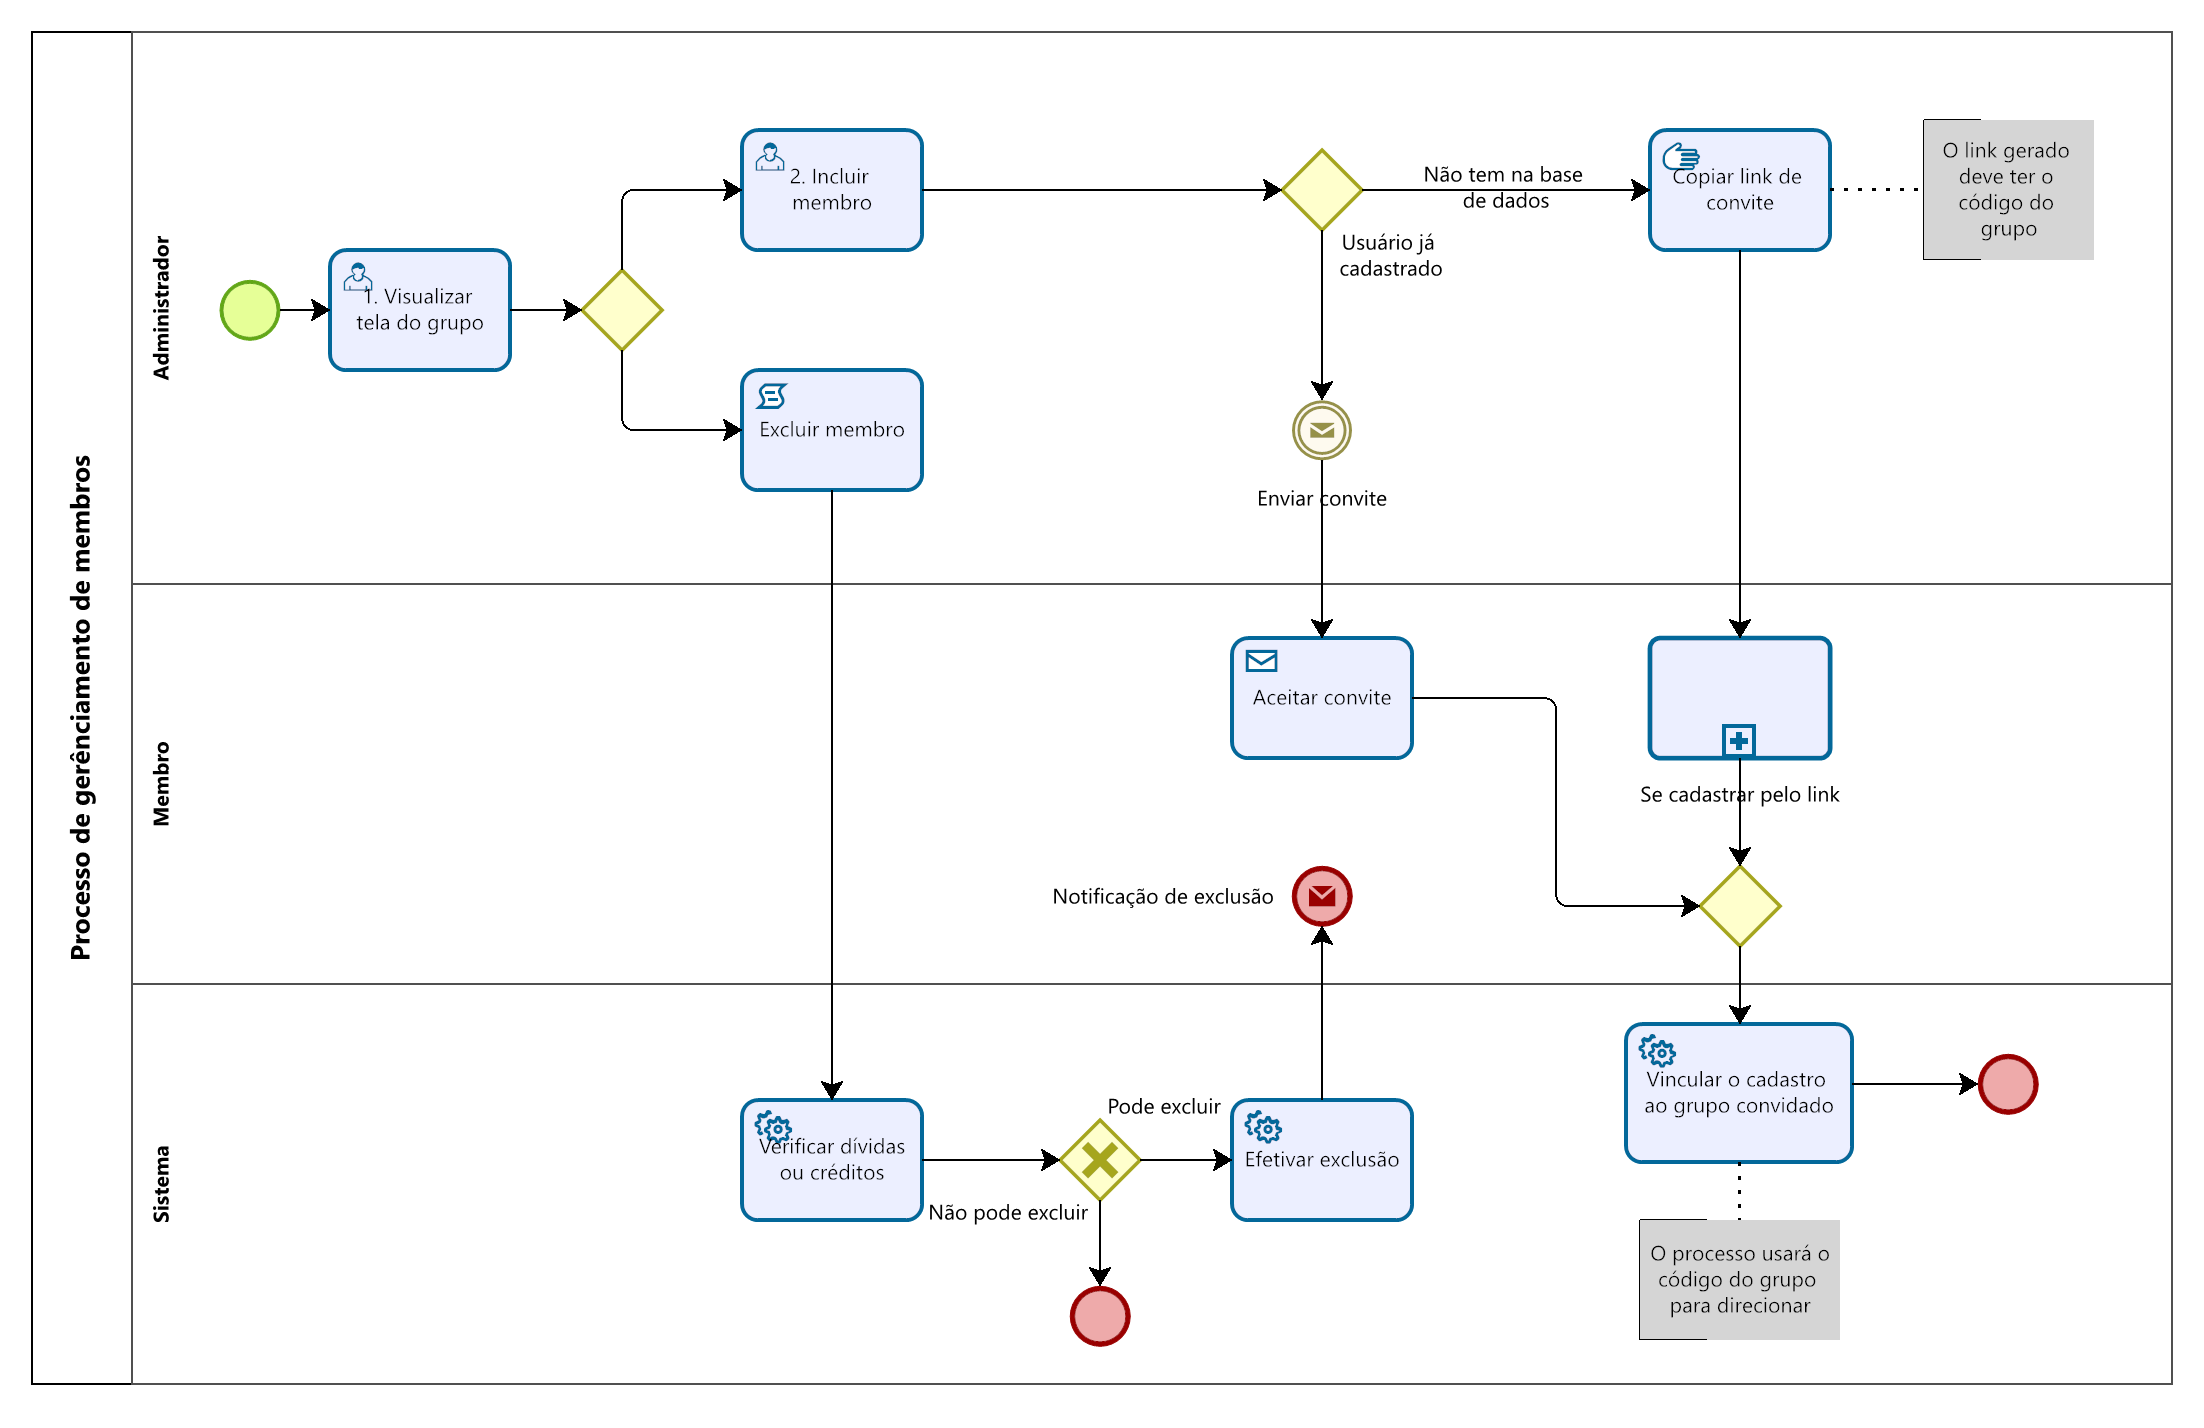 Processo de gerênciamento de membros
Administrador
2. Incluir
membro
Não tem na base
de dados
Copiar link de
convite
O link gerado
deve ter o
código do
grupo
Usuário já
cadastrado
1. Visualizar
tela do grupo
Excluir membro
Enviar convite
Membro
Aceitar convite
Se cadastrar pelo link
Notificação de exclusão
Sistema
Vincular o cadastro
ao grupo convidado
Pode excluir
Verificar dívidas
ou créditos
Efetivar exclusão
Não pode excluir
O processo usará o
código do grupo
para direcionar